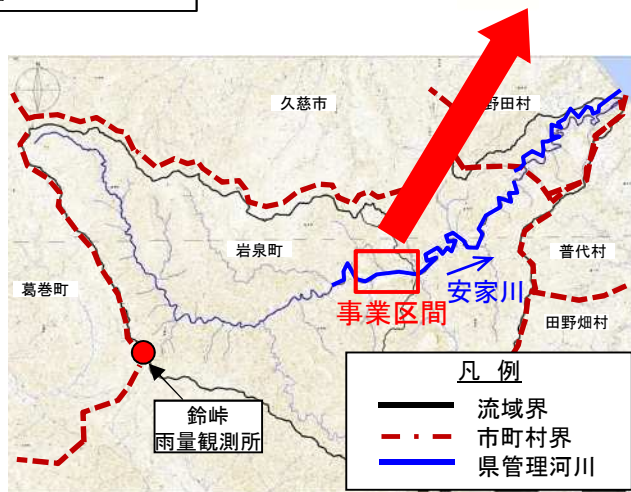 久慈市
野田村
岩泉町
普代村
葛巻町
安家川
事業区間
田野畑村
鈴峠
雨量観測所
凡 例
流域界
市町村界
県管理河川